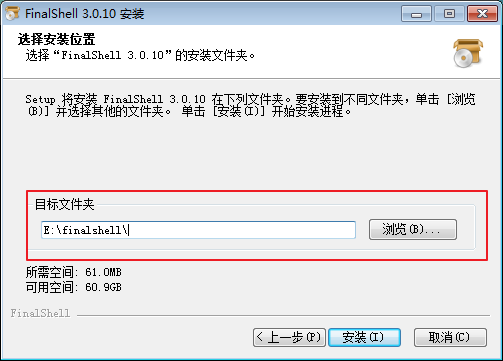 FinalShell 3.0.10 安装
选择安装位置
选择“FinalShell 3.0.10”的安装文件夹。
Setup 将安装 FinalShell 3.0.10 在下列文件夹。要安装到不同文件夹，单击 [浏览
(B)] 并选择其他的文件夹。 单击 [安装(I)] 开始安装进程。
目标文件夹
E:\finalshell\
浏览(B)...
所需空间: 61.0MB
可用空间: 60.9GB
FinalShell
< 上一步(P)
安装(I)
取消(C)